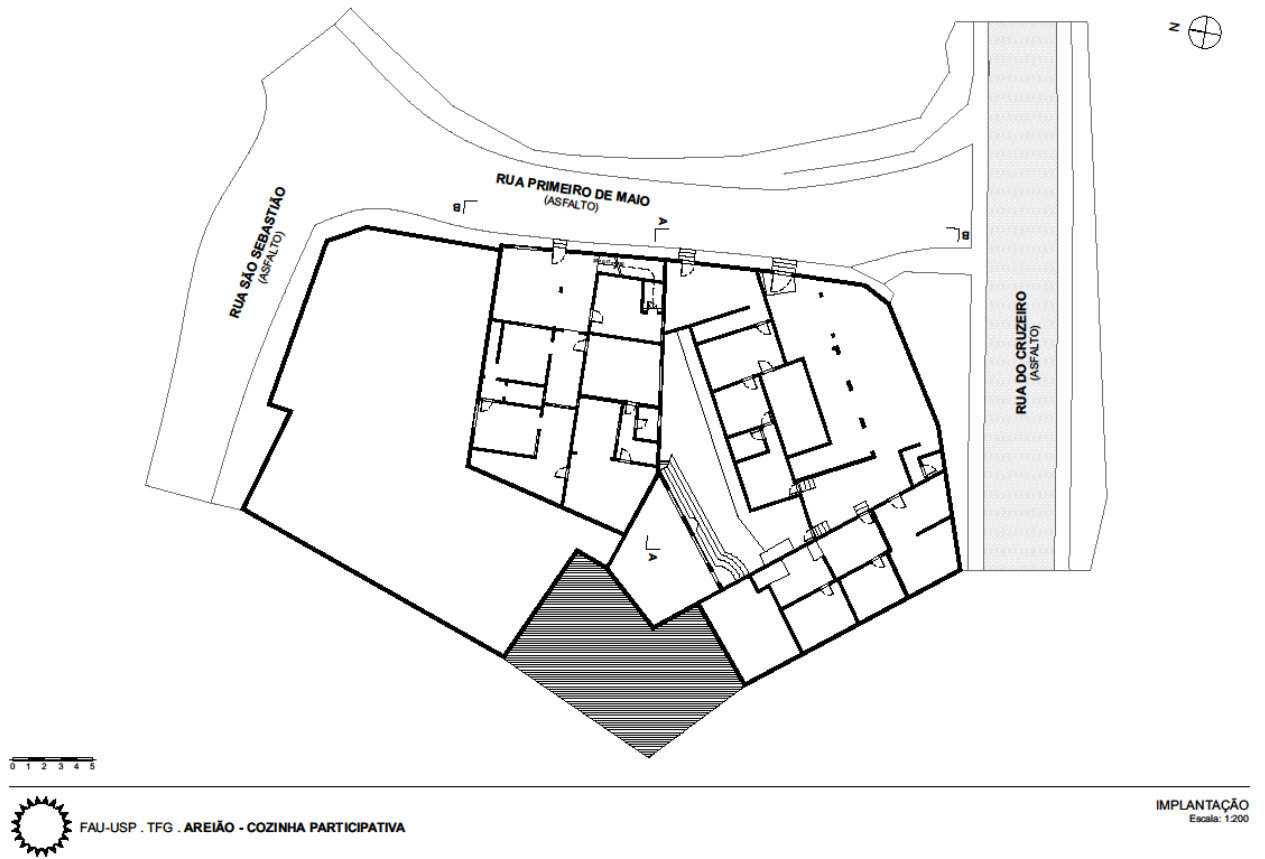 N
RUA PRIMEIRO DE MAIO
(ASFALTO)
B
A
B
RUA SÃO SEBASTIÃO
(ASFALTO)
RUA DO CRUZEIRO
(ASFALTO)
A
0 1 2 3 4 5
IMPLANTAÇÃO
Escala: 1:200
FAU-USP . TFG . AREIÃO - COZINHA PARTICIPATIVA